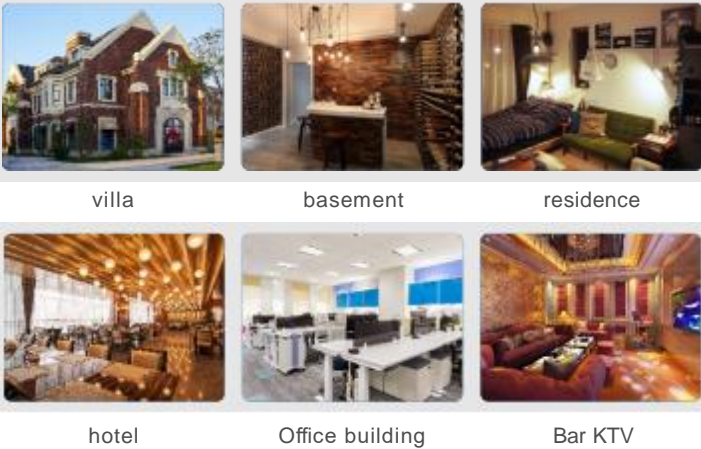 villa
basement
residence
hotel
Office building
Bar KTV